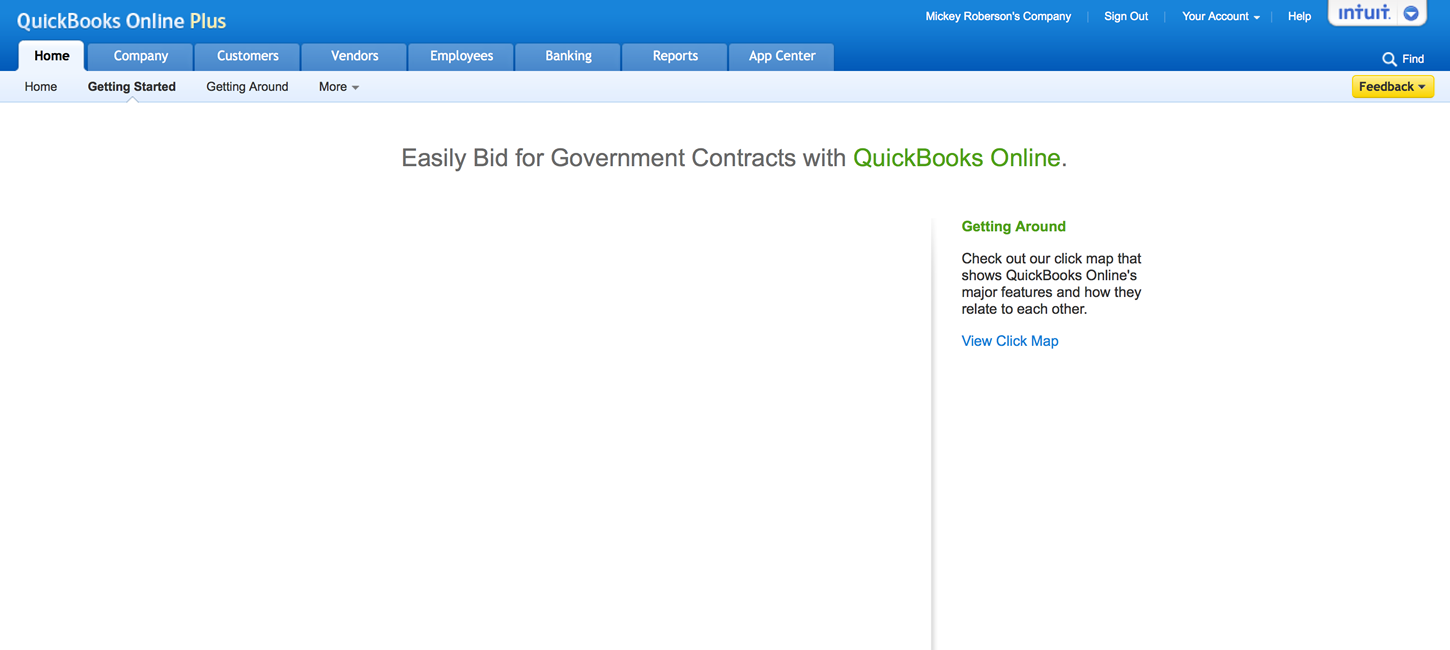 QuickBooks Online Plus
Mickey Roberson's Company
Sign Out
Your Account
Help
intuit.
Home
Company
Customers
Vendors
Employees
Banking
Reports
App Center
Find
Home
Getting Started
Getting Around
More
Feedback
Easily Bid for Government Contracts with QuickBooks Online.
Getting Around
Check out our click map that
shows QuickBooks Online's
major features and how they
relate to each other.
View Click Map